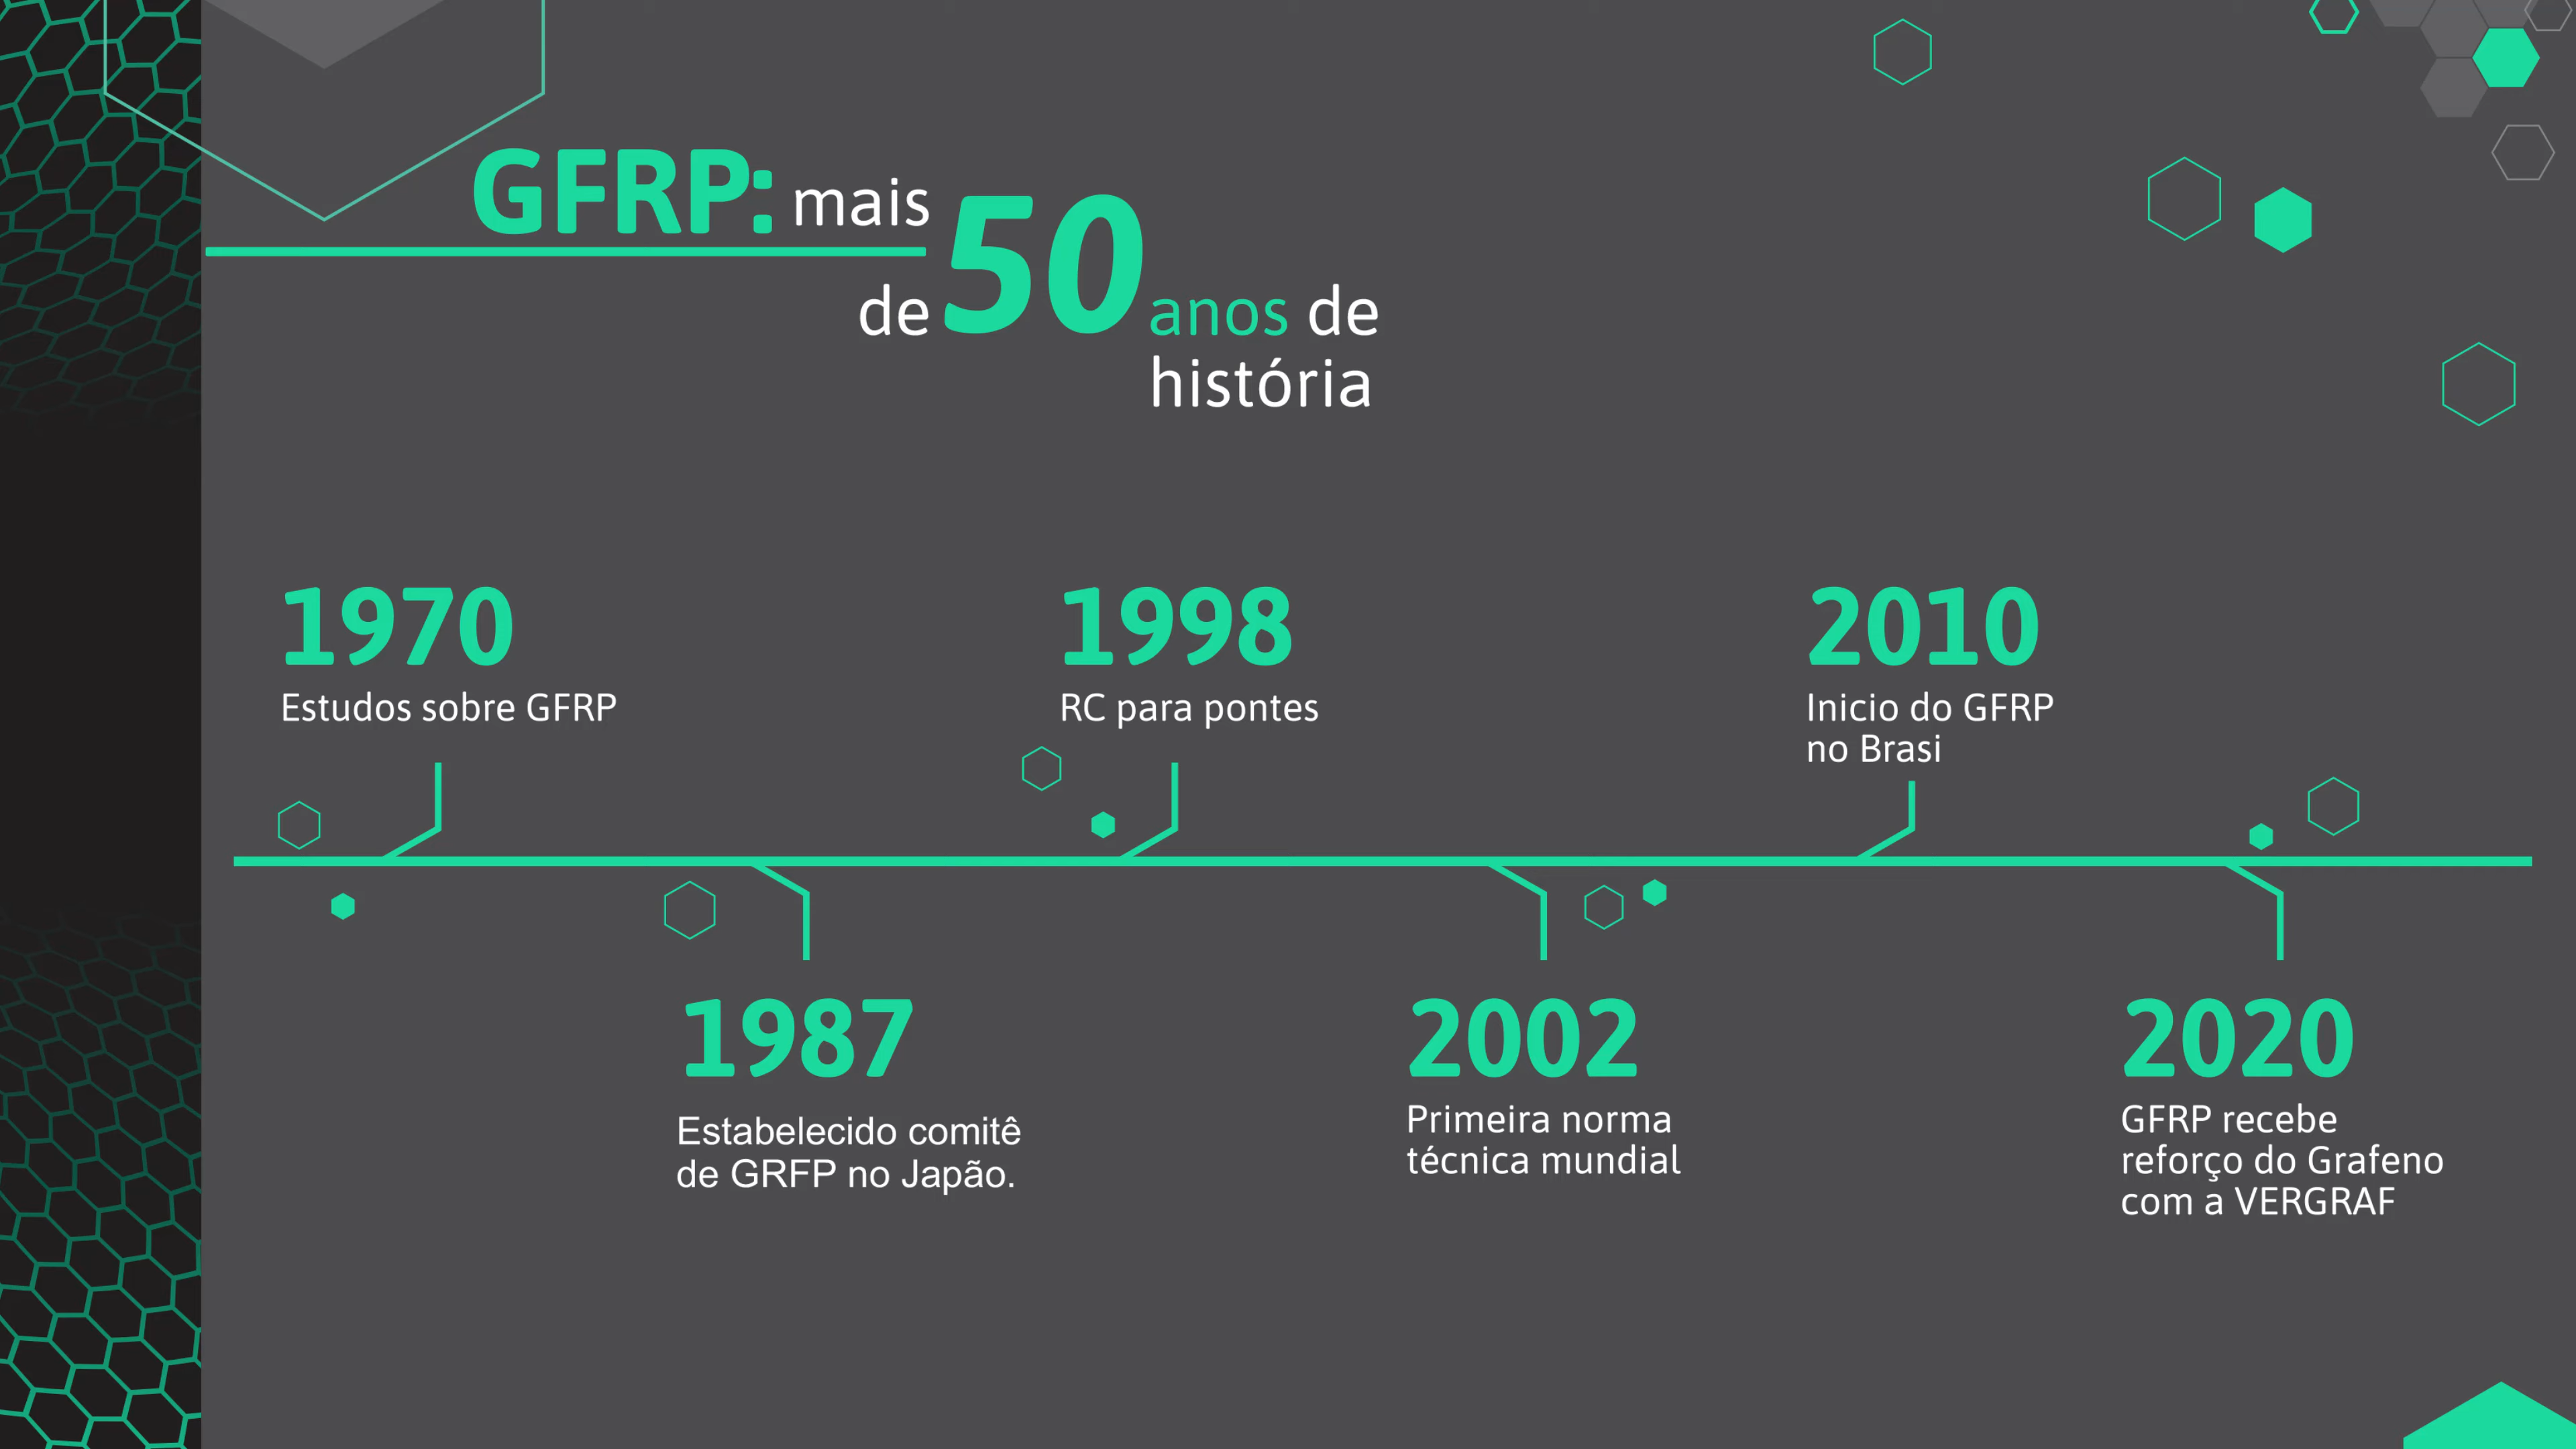 GFRP: mais
de 50 anos de
história
1970
Estudos sobre GFRP
1998
RC para pontes
2010
Inicio do GFRP
no Brasi
1987
Estabelecido comitê
de GRFP no Japão.
2002
Primeira norma
técnica mundial
2020
GFRP recebe
reforço do Grafeno
com a VERGRAF